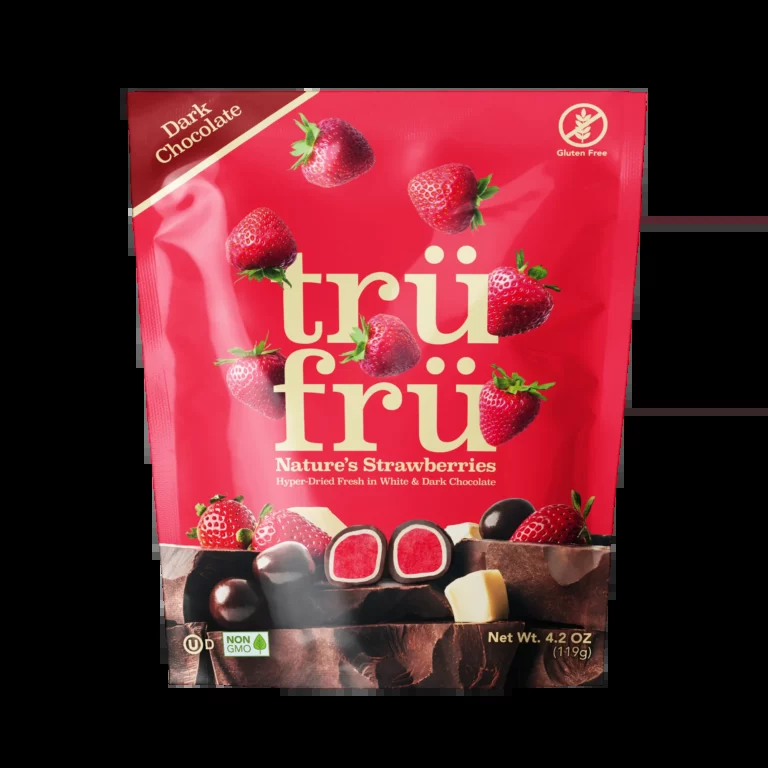 Dark
Chocolate
Gluten Free
trü
frü
Nature's Strawberries
Hyper-Dried Fresh in White & Dark Chocolate
U D
NON
GMO
Net Wt. 4.2 OZ
(119g)